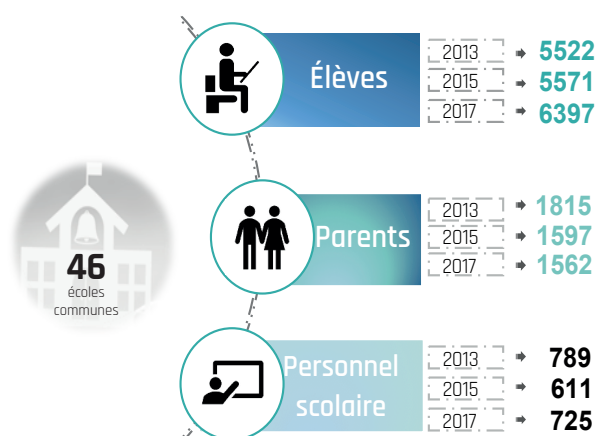 Élèves
2013 5522
2015 5571
2017 6397
46
écoles
communes
Parents
2013 1815
2015 1597
2017 1562
Personnel
scolaire
2013 789
2015 611
2017 725